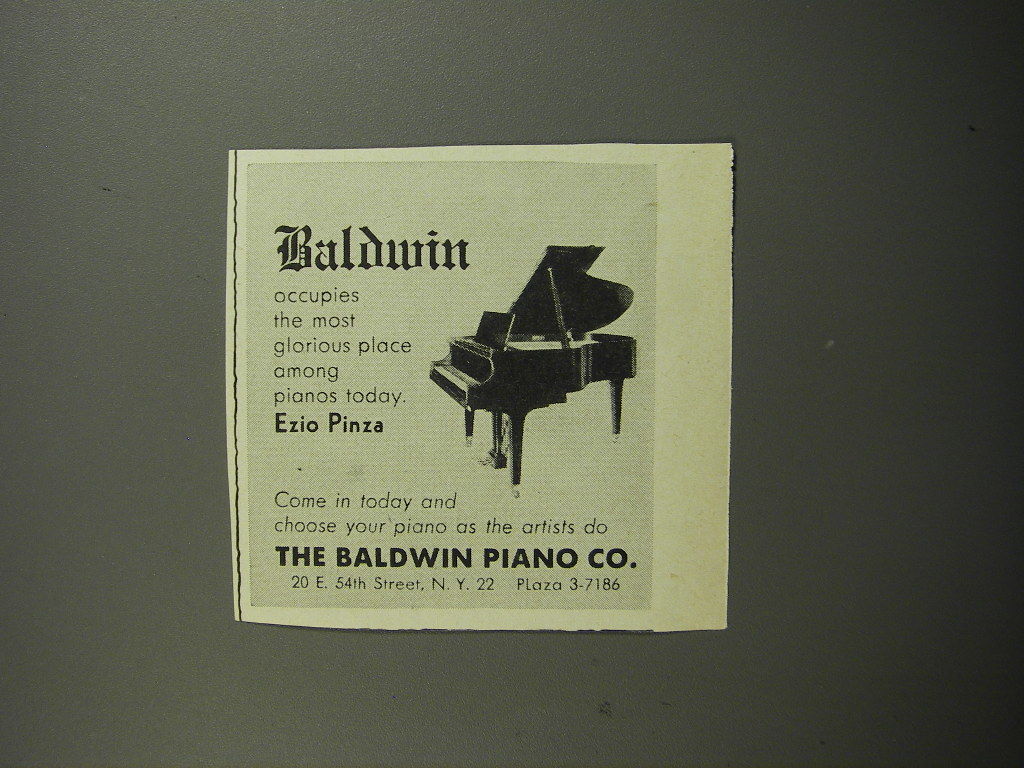 Baldwin
occupies
the most
glorious place
among
pianos today.
Ezio Pinza
Come in today and
choose your piano as the artists do
THE BALDWIN PIANO CO.
20 E. 54th Street, N. Y. 22 PLaza 3-7186